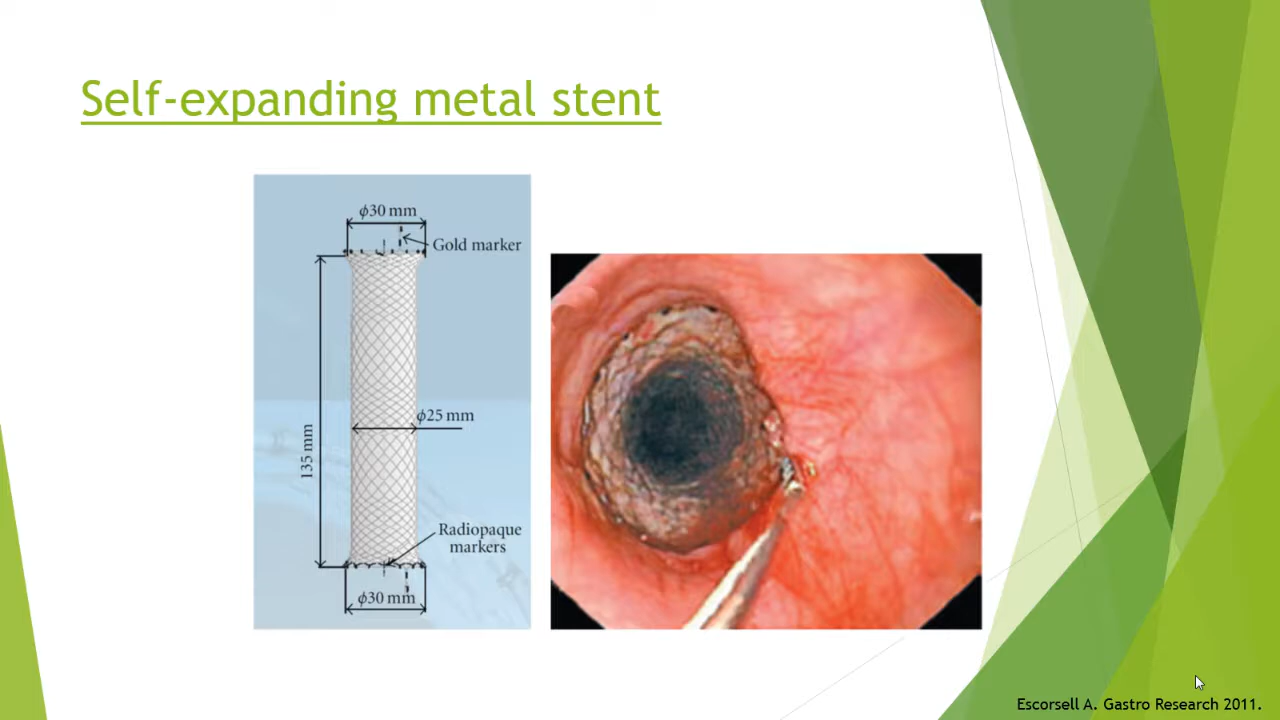 Self-expanding metal stent
ϕ30 mm
Gold marker
ϕ25 mm
135 mm
Radiopaque
markers
ϕ30 mm
Escorsell A. Gastro Research 2011.